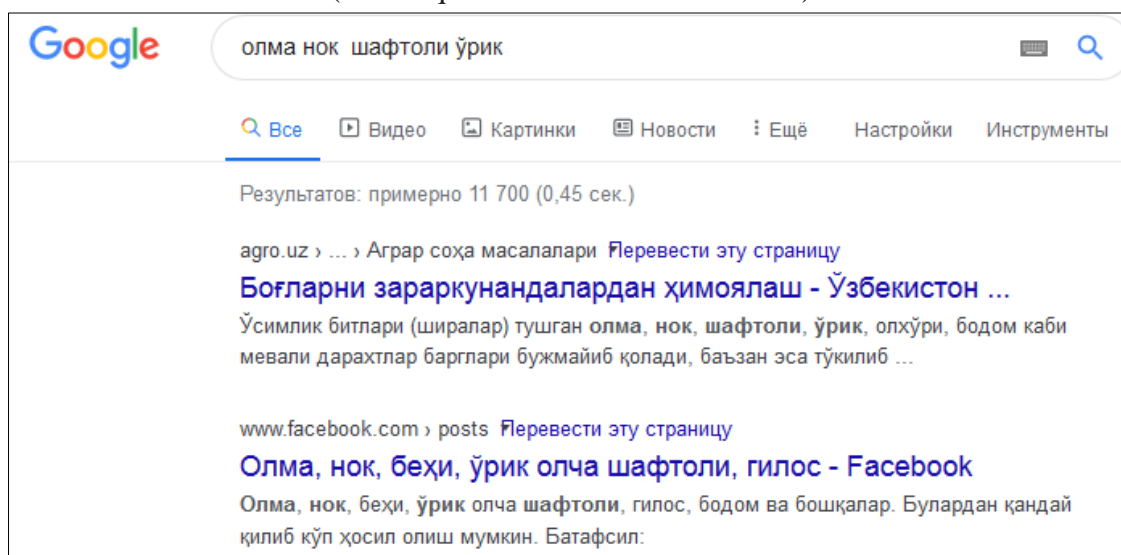 Google
олма нок шафтоли ўрик
Все Видео Картинки Новости Ещё Настройки Инструменты
Результатов: примерно 11 700 (0,45 сек.)
agro.uz › ... › Аграр соҳа масалалари Перевести эту страницу
Боғларни зараркунандалардан ҳимоялаш - Ўзбекистон ...
Ўсимлик битлари (ширалар) тушган олма, нок, шафтоли, ўрик, олхўри, бодом каби
мевали дарахтлар барглари бужмайиб қолади, баъзан эса тўкилиб ...
www.facebook.com › posts Перевести эту страницу
Олма, нок, беҳи, ўрик олча шафтоли, гилос - Facebook
Олма, нок, беҳи, ўрик олча шафтоли, гилос, бодом ва бошқалар. Булардан қандай
қилиб кўп ҳосил олиш мумкин. Батафсил: